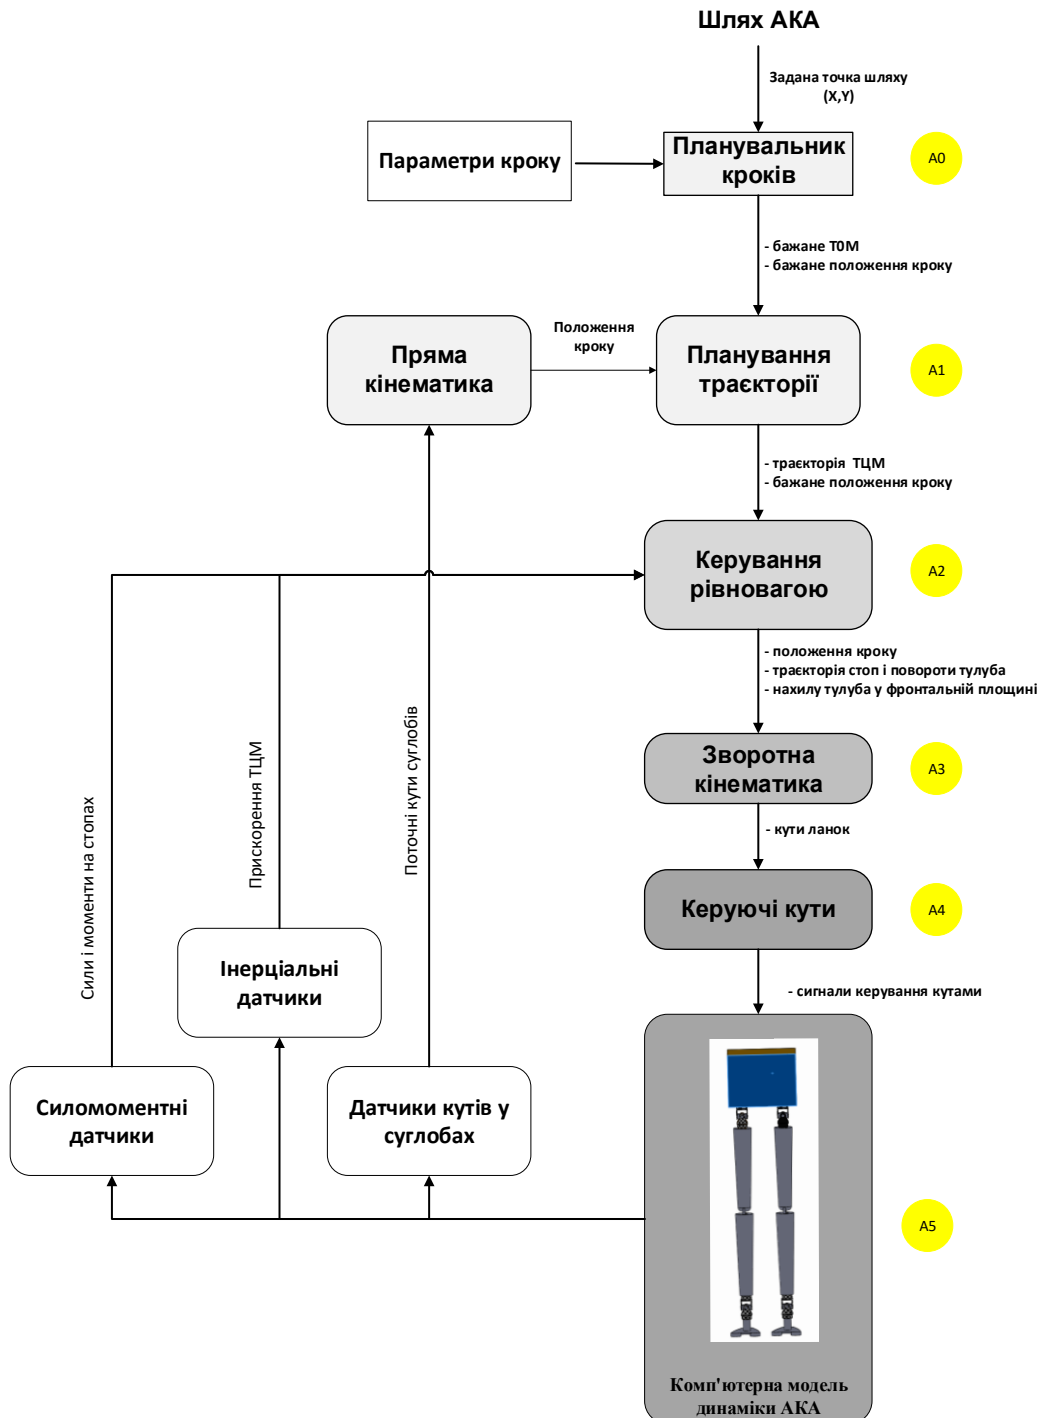 Шлях АКА
Задана точка шляху
(X,Y)
Параметри кроку
Планувальник
кроків
A0
- бажане Т0М
- бажане положення кроку
Пряма
кінематика
Положення
кроку
Планування
траєкторії
A1
- траєкторія ТЦМ
- бажане положення кроку
Керування
рівновагою
A2
- положення кроку
- траєкторія стоп і повороти тулуба
- нахилу тулуба у фронтальній площині
Сили і моменти на стопах
Прискорення ТЦМ
Поточні кути суглобів
Зворотна
кінематика
A3
- кути ланок
Керуючі кути
A4
Інерціальні
датчики
- сигнали керування кутами
Силомоментні
датчики
Датчики кутів у
суглобах
A5
Комп'ютерна модель
динаміки АКА